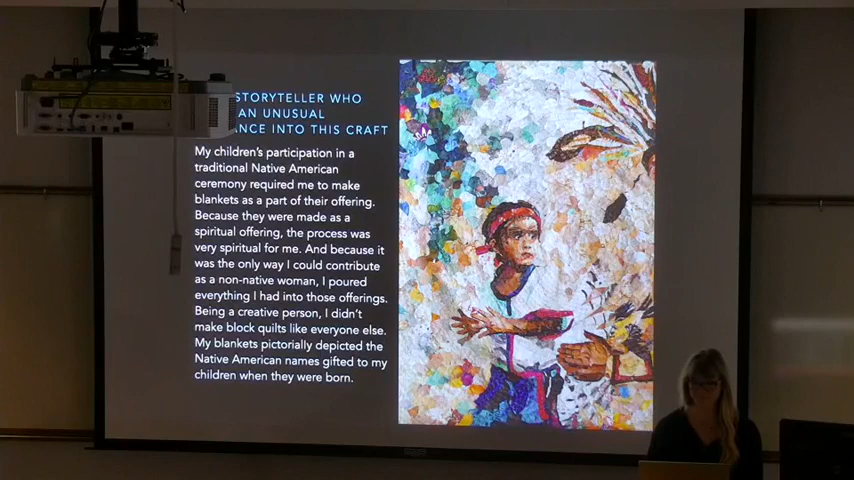 STORYTELLER WHO
AN UNUSUAL
ANCE INTO THIS CRAFT
My children's participation in a
traditional Native American
ceremony required me to make
blankets as a part of their offering.
Because they were made as a
spiritual offering, the process was
very spiritual for me. And because it
was the only way I could contribute
as a non-native woman, I poured
everything I had into those offerings.
Being a creative person, I didn't
make block quilts like everyone else.
My blankets pictorially depicted the
Native American names gifted to my
children when they were born.